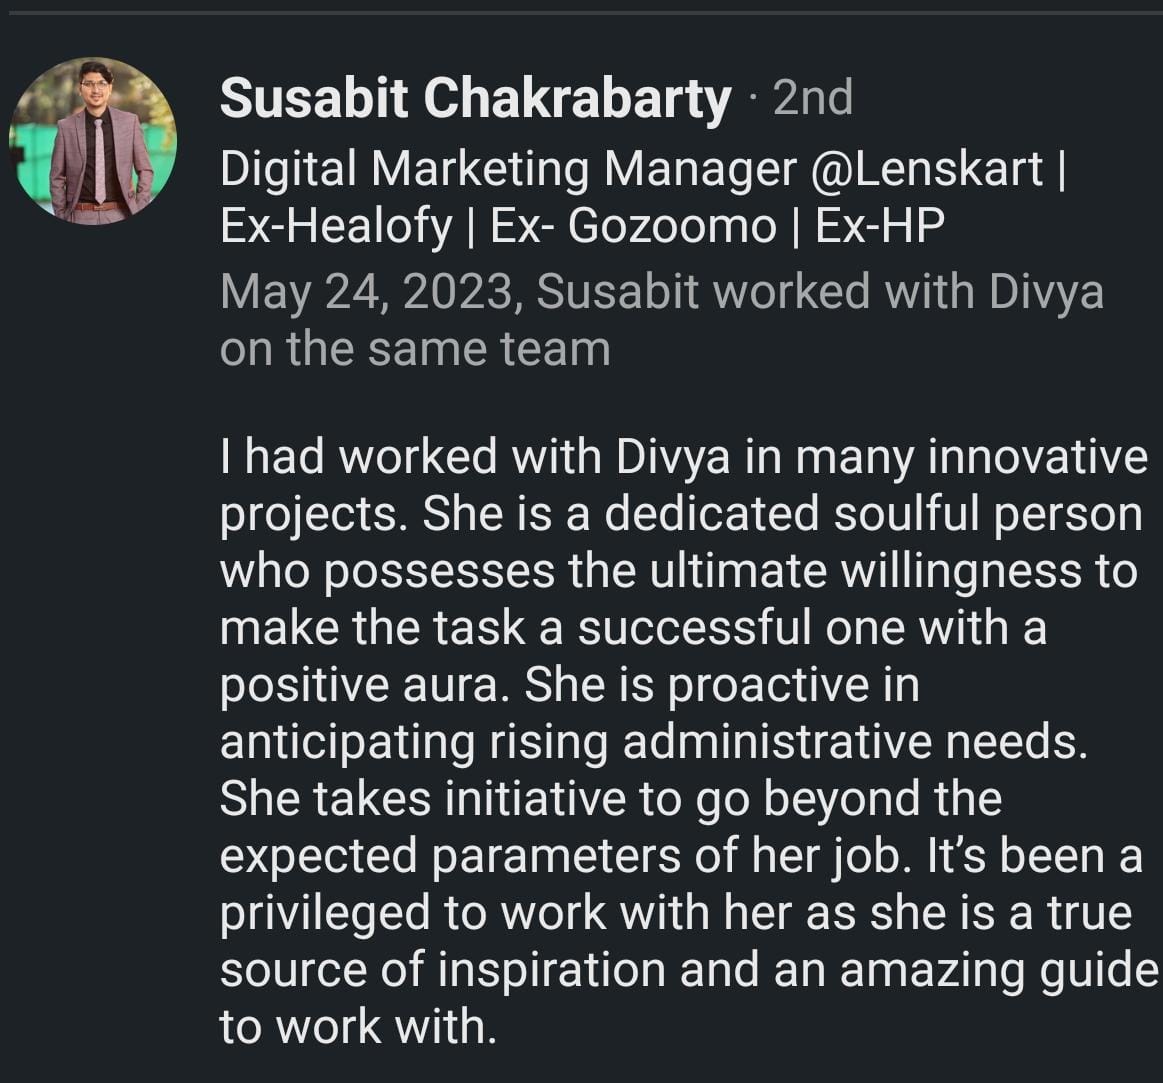 Susabit Chakrabarty · 2nd
Digital Marketing Manager @Lenskart |
Ex-Healofy | Ex- Gozoomo | Ex-HP
May 24, 2023, Susabit worked with Divya
on the same team
I had worked with Divya in many innovative
projects. She is a dedicated soulful person
who possesses the ultimate willingness to
make the task a successful one with a
positive aura. She is proactive in
anticipating rising administrative needs.
She takes initiative to go beyond the
expected parameters of her job. It’s been a
privileged to work with her as she is a true
source of inspiration and an amazing guide
to work with.